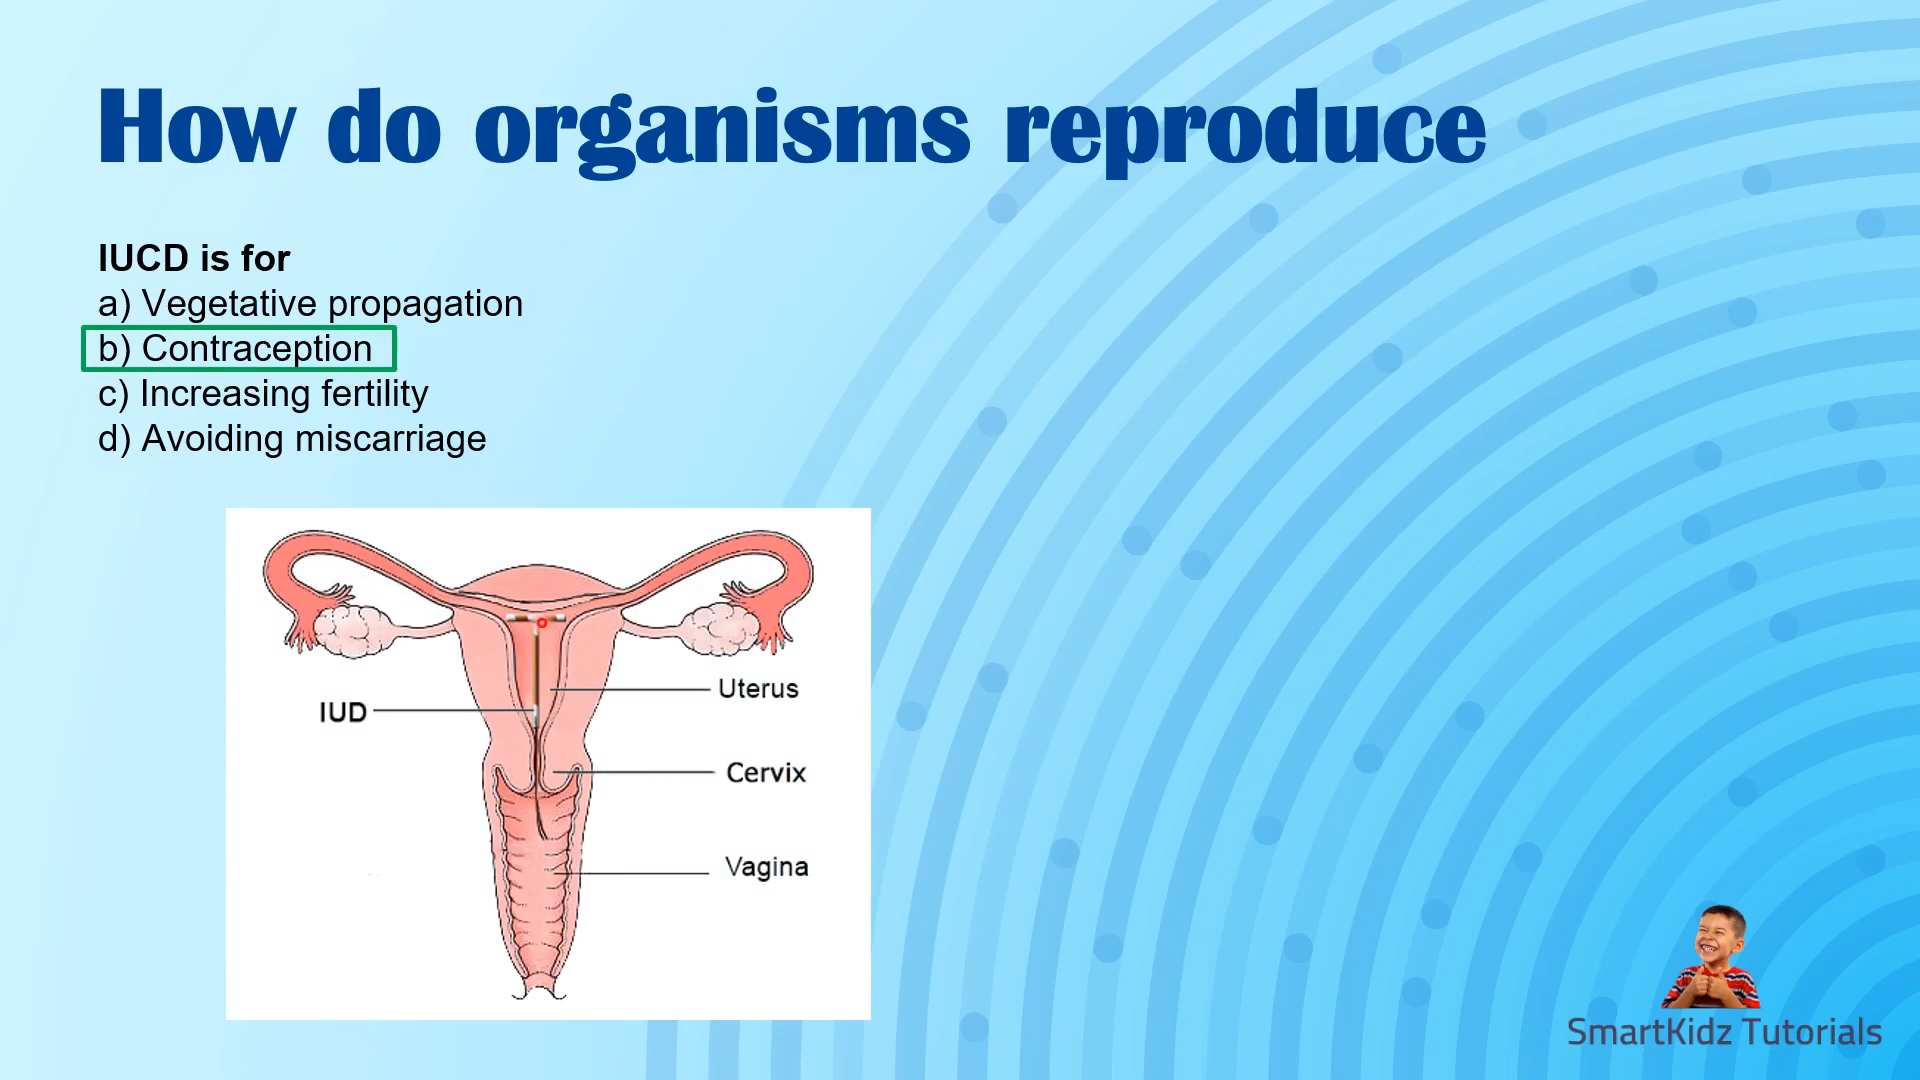 How do organisms reproduce
IUCD is for
a) Vegetative propagation
b) Contraception
c) Increasing fertility
d) Avoiding miscarriage
Uterus
IUD
Cervix
Vagina
SmartKidz Tutorials